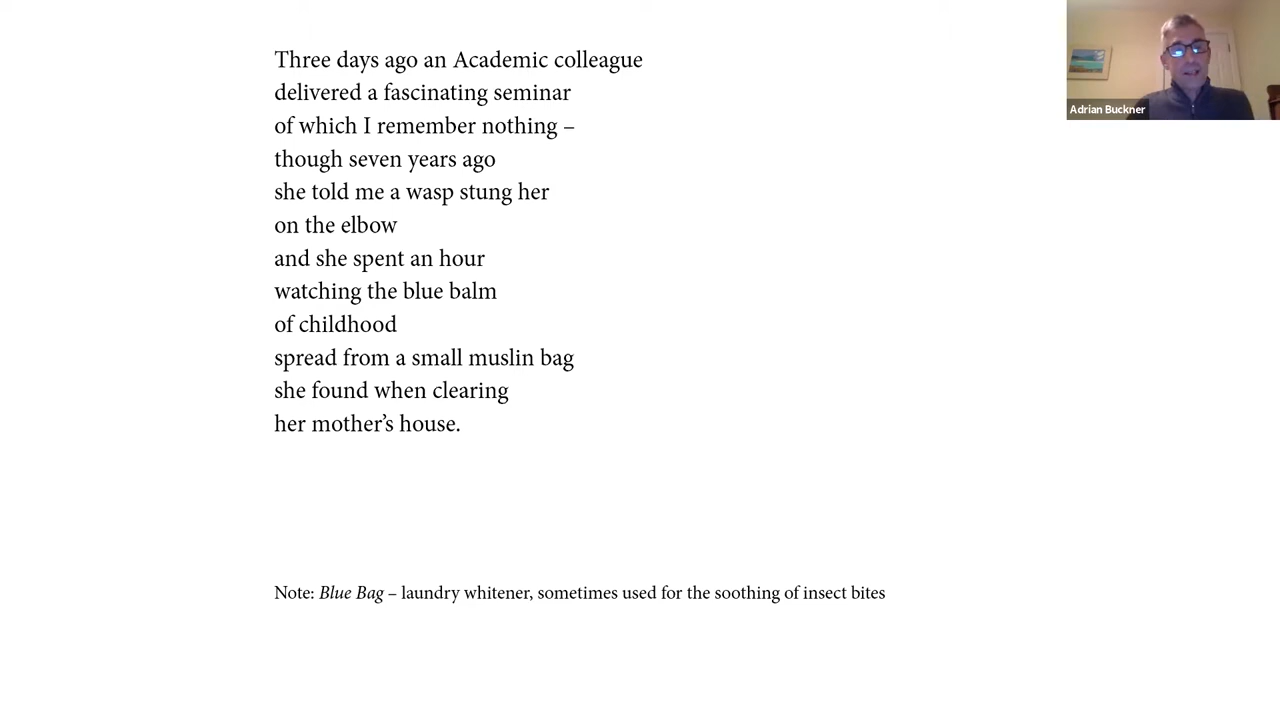 Three days ago an Academic colleague
delivered a fascinating seminar
of which I remember nothing –
though seven years ago
she told me a wasp stung her
on the elbow
and she spent an hour
watching the blue balm
of childhood
spread from a small muslin bag
she found when clearing
her mother’s house.
Note: Blue Bag – laundry whitener, sometimes used for the soothing of insect bites
Adrian Buckner